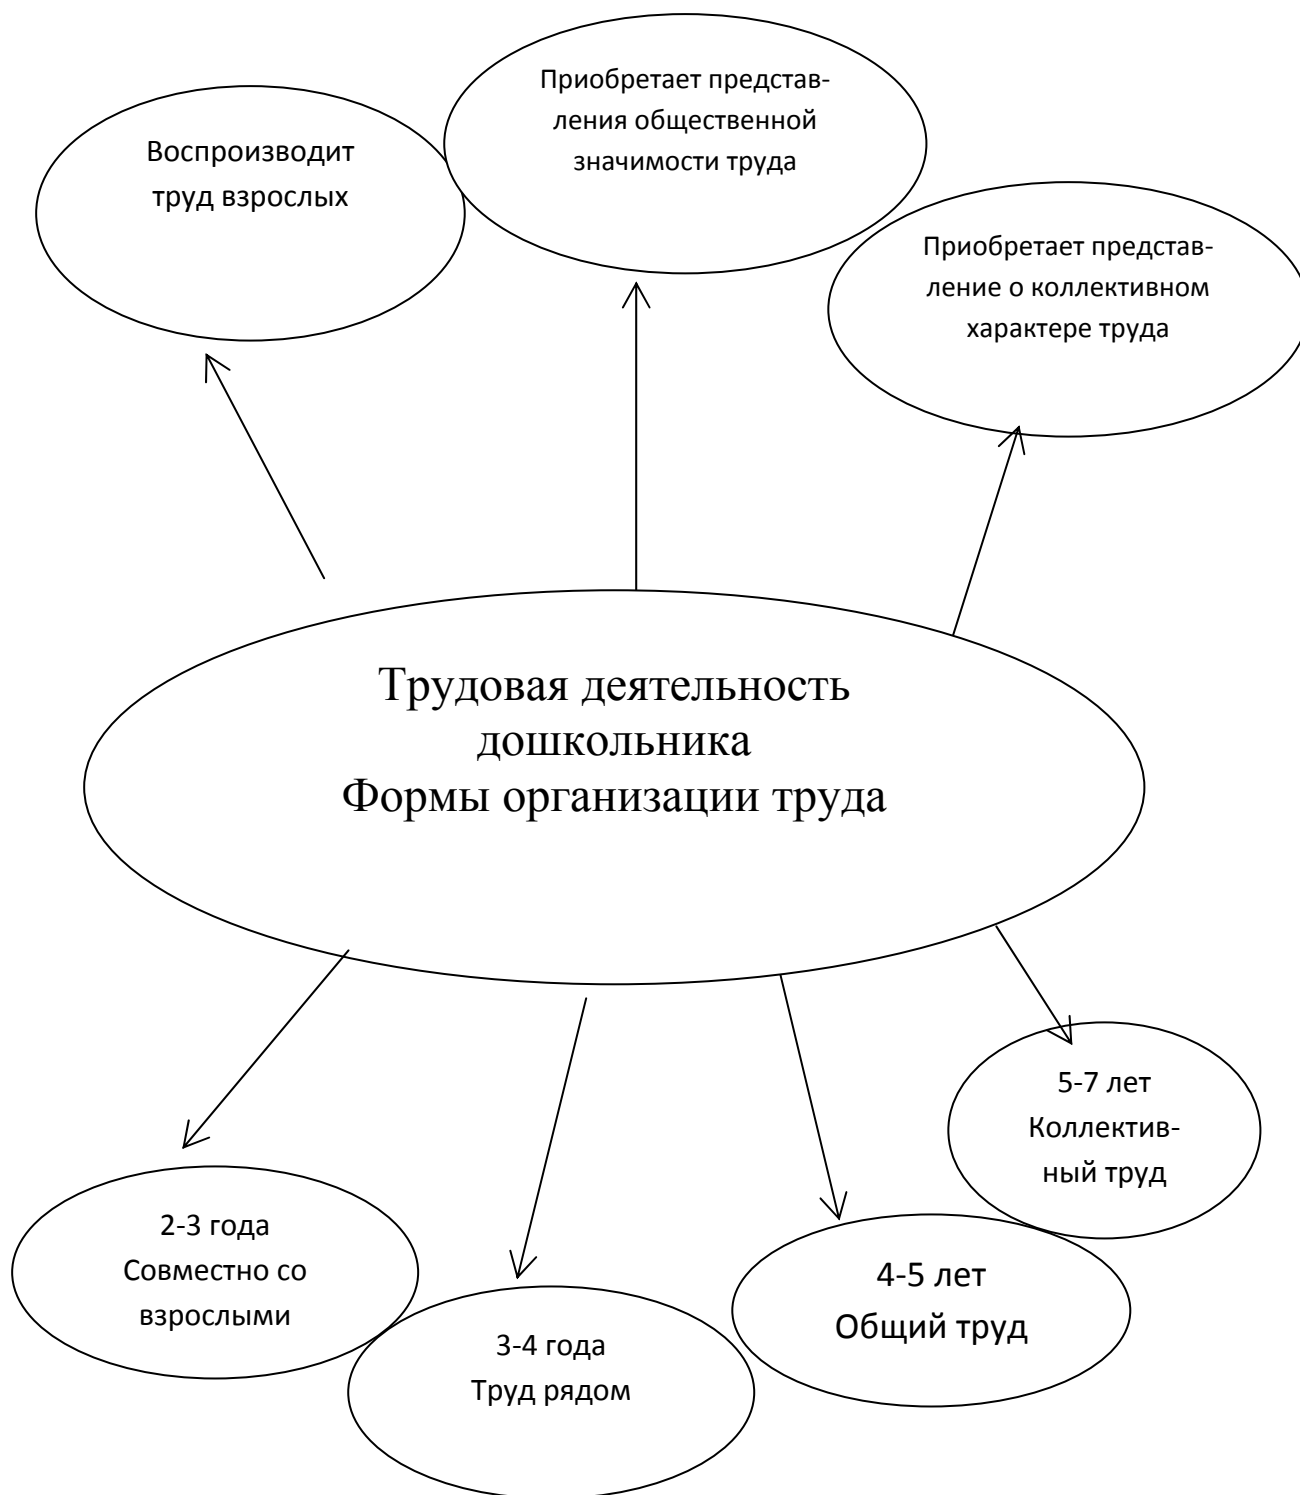 Воспроизводит
труд взрослых
Приобретает представ-
ления общественной
значимости труда
Приобретает представ-
ление о коллективном
характере труда
Трудовая деятельность
дошкольника
Формы организации труда
2-3 года
Совместно со
взрослыми
3-4 года
Труд рядом
4-5 лет
Общий труд
5-7 лет
Коллектив-
ный труд